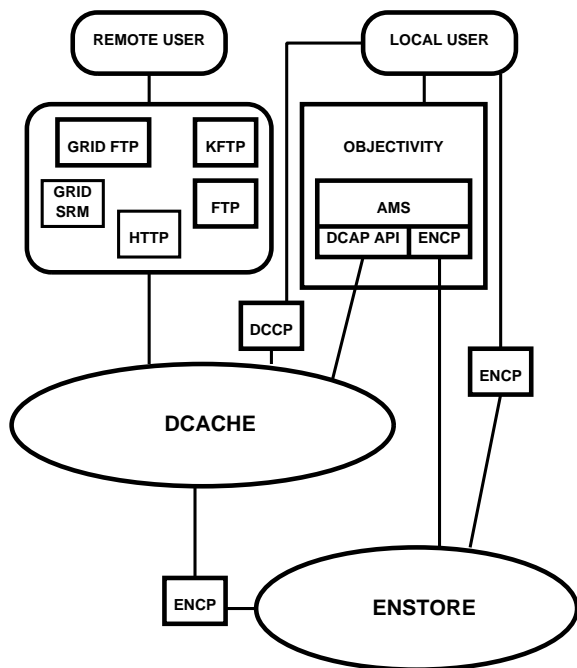 REMOTE USER
LOCAL USER
GRID FTP
KFTP
GRID
SRM
FTP
HTTP
OBJECTIVITY
AMS
DCAP API
ENCP
DCCP
ENCP
DCACHE
ENCP
ENSTORE